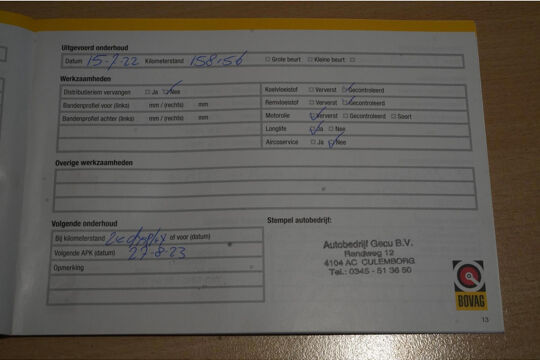 Uitgevoerd onderhoud
Datum 15-7-22 Kilometerstand 158.56 Grote beurt Kleine beurt
Werkzaamheden
Distributieriem vervangen Ja Nee
Bandenprofiel voor (links) mm / (rechts) mm
Bandenprofiel achter (links) mm / (rechts) mm
Koelvloeistof Ververst Gecontroleerd
Remvloeistof Ververst Gecontroleerd
Motorolie Ververst Gecontroleerd Soort
Longlife Ja Nee
Aircoservice Ja Nee
Overige werkzaamheden
Volgende onderhoud
Bij kilometerstand of voor (datum)
Volgende APK (datum) 27-8-23
Opmerking
Stempel autobedrijf:
Autobedrijf Gecu B.V.
Randweg 12
4104 AC CULEMBORG
Tel.: 0345 - 51 36 50
BOVAG
13